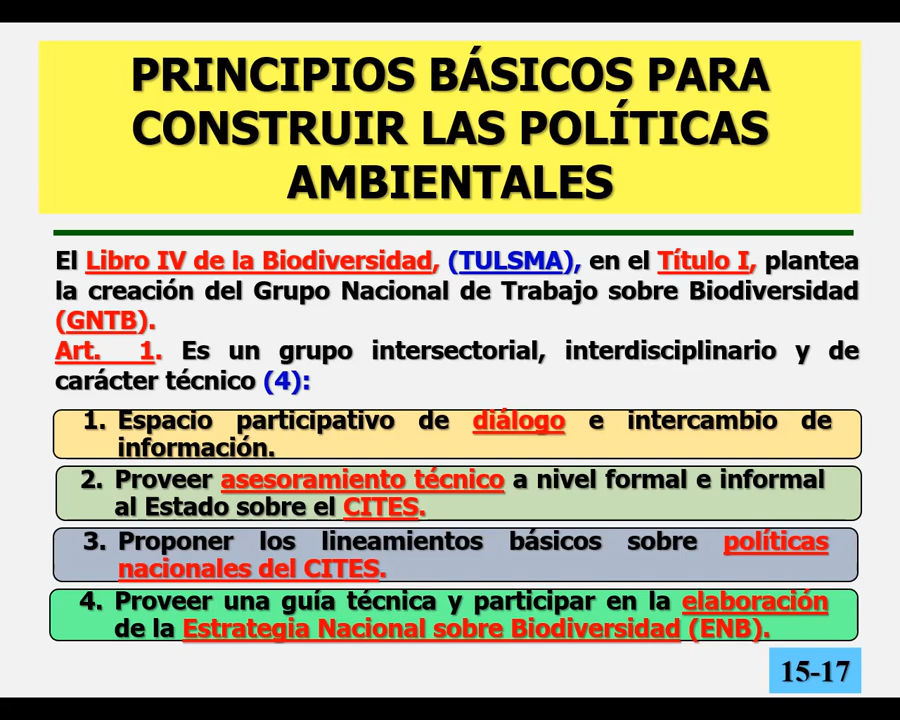 PRINCIPIOS BÁSICOS PARA
CONSTRUIR LAS POLÍTICAS
AMBIENTALES
El Libro IV de la Biodiversidad, (TULSMA), en el Título I, plantea
la creación del Grupo Nacional de Trabajo sobre Biodiversidad
(GNTB).
Art. 1. Es un grupo intersectorial, interdisciplinario y de
carácter técnico (4):
1. Espacio participativo de diálogo e intercambio de
información.
2. Proveer asesoramiento técnico a nivel formal e informal
al Estado sobre el CITES.
3. Proponer los lineamientos básicos sobre políticas
nacionales del CITES.
4. Proveer una guía técnica y participar en la elaboración
de la Estrategia Nacional sobre Biodiversidad (ENB).
15-17